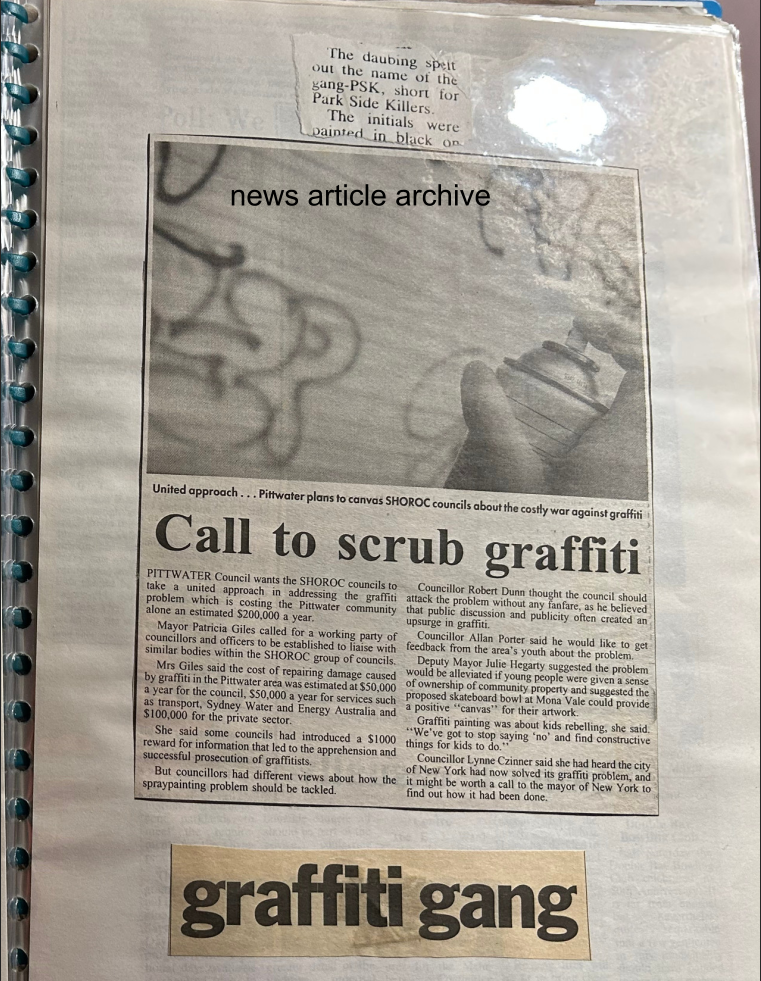 The daubing spelt
out the name of the
gang-PSK, short for
Park Side Killers.
The initials were
painted in black on
news article archive
United approach . . . Pittwater plans to canvas SHOROC councils about the costly war against graffiti
Call to scrub graffiti
PITTWATER Council wants the SHOROC councils to
take a united approach in addressing the graffiti
problem which is costing the Pittwater community
alone an estimated $200,000 a year.
Mayor Patricia Giles called for a working party of
councillors and officers to be established to liaise with
similar bodies within the SHOROC group of councils.
Mrs Giles said the cost of repairing damage caused
by graffiti in the Pittwater area was estimated at $50,000
a year for the council, $50,000 a year for services such
as transport, Sydney Water and Energy Australia and
$100,000 for the private sector.
She said some councils had introduced a $1000
reward for information that led to the apprehension and
successful prosecution of graffitists.
But councillors had different views about how the
spraypainting problem should be tackled.
Councillor Robert Dunn thought the council should
attack the problem without any fanfare, as he believed
that public discussion and publicity often created an
upsurge in graffiti.
Councillor Allan Porter said he would like to get
feedback from the area's youth about the problem.
Deputy Mayor Julie Hegarty suggested the problem
would be alleviated if young people were given a sense
of ownership of community property and suggested the
proposed skateboard bowl at Mona Vale could provide
a positive "canvas" for their artwork.
Graffiti painting was about kids rebelling, she said.
"We've got to stop saying 'no' and find constructive
things for kids to do."
Councillor Lynne Czinner said she had heard the city
of New York had now solved its graffiti problem, and
it might be worth a call to the mayor of New York to
find out how it had been done.
graffiti gang